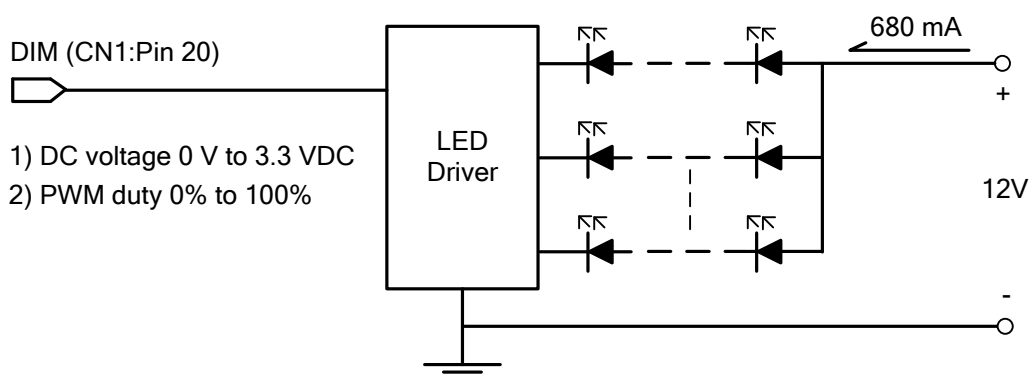 680 mA
DIM (CN1:Pin 20)
+
LED
Driver
1) DC voltage 0 V to 3.3 VDC
2) PWM duty 0% to 100%
12V
-